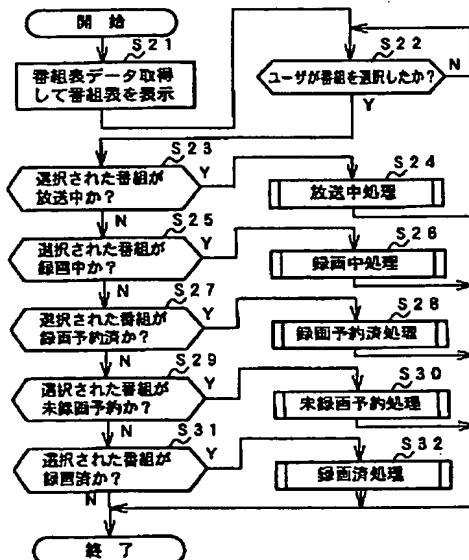 開始
S21
番組表データ取得
して番組表を表示
S22
ユーザが番組を選択したか?
N
Y
S23
選択された番組が
放送中か?
Y
N
S24
放送中処理
S25
選択された番組が
録画中か?
Y
N
S26
録画中処理
S27
選択された番組が
録画予約済か?
Y
N
S28
録画予約済処理
S29
選択された番組が
未録画予約か?
Y
N
S30
未録画予約処理
S31
選択された番組が
録画済か?
Y
N
S32
録画済処理
終了